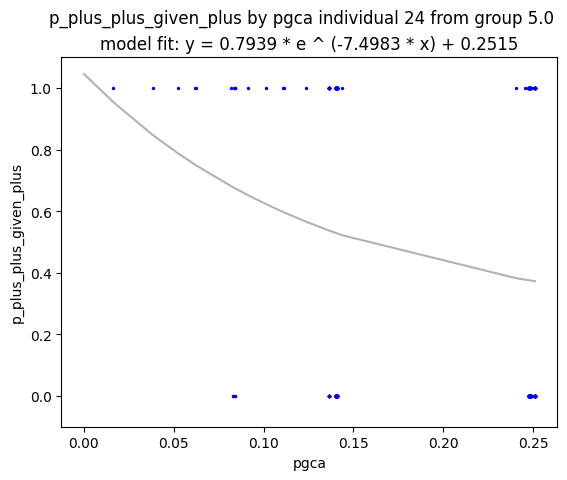 p_plus_plus_given_plus by pgca individual 24 from group 5.0
model fit: y = 0.7939 * e ^ (-7.4983 * x) + 0.2515
1.0
0.8
0.6
0.4
0.2
0.0
p_plus_plus_given_plus
0.00 0.05 0.10 0.15 0.20 0.25
pgca